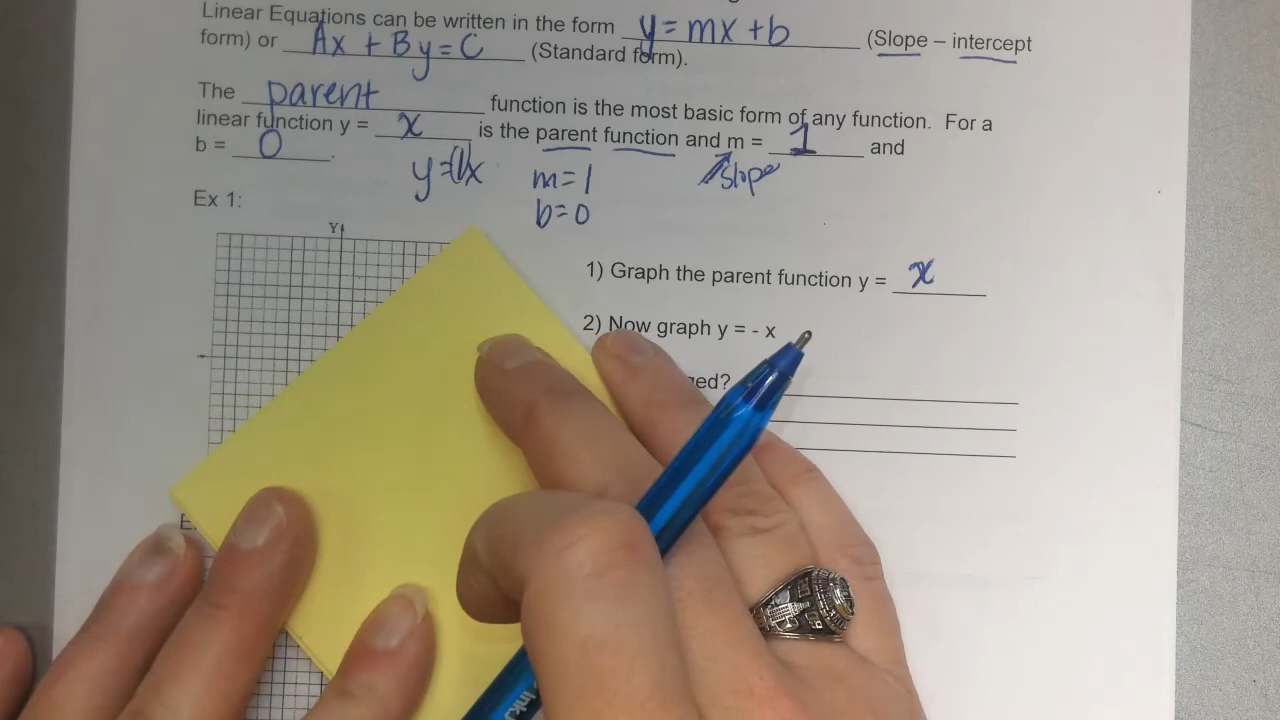 Linear Equations can be written in the form y = mx + b (Slope – intercept
form) or Ax + By = C (Standard form).
The parent function is the most basic form of any function. For a
linear function y = x is the parent function and m = 1 and
b = 0.
y=1x m=1 slope
b=0
Ex 1:
Y
1) Graph the parent function y = x
2) Now graph y = - x
ged?
E
InkJ